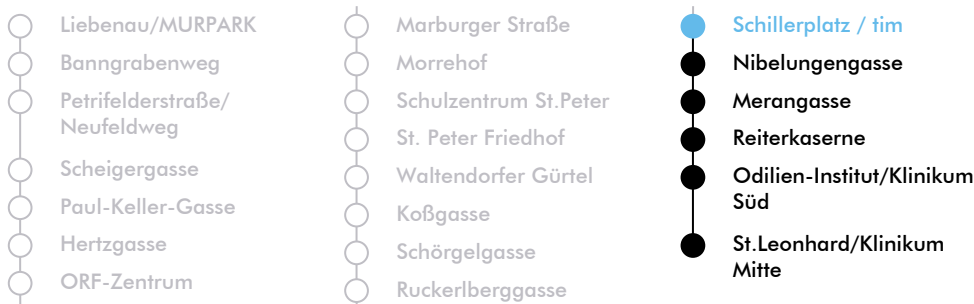 Liebenau/MURPARK
Banngrabenweg
Petrifelderstraße/
Neufeldweg
Scheigergasse
Paul-Keller-Gasse
Hertzgasse
ORF-Zentrum
Marburger Straße
Morrehof
Schulzentrum St.Peter
St. Peter Friedhof
Waltendorfer Gürtel
Koßgasse
Schörgelgasse
Ruckerlberggasse
Schillerplatz / tim
Nibelungengasse
Merangasse
Reiterkaserne
Odilien-Institut/Klinikum
Süd
St.Leonhard/Klinikum
Mitte